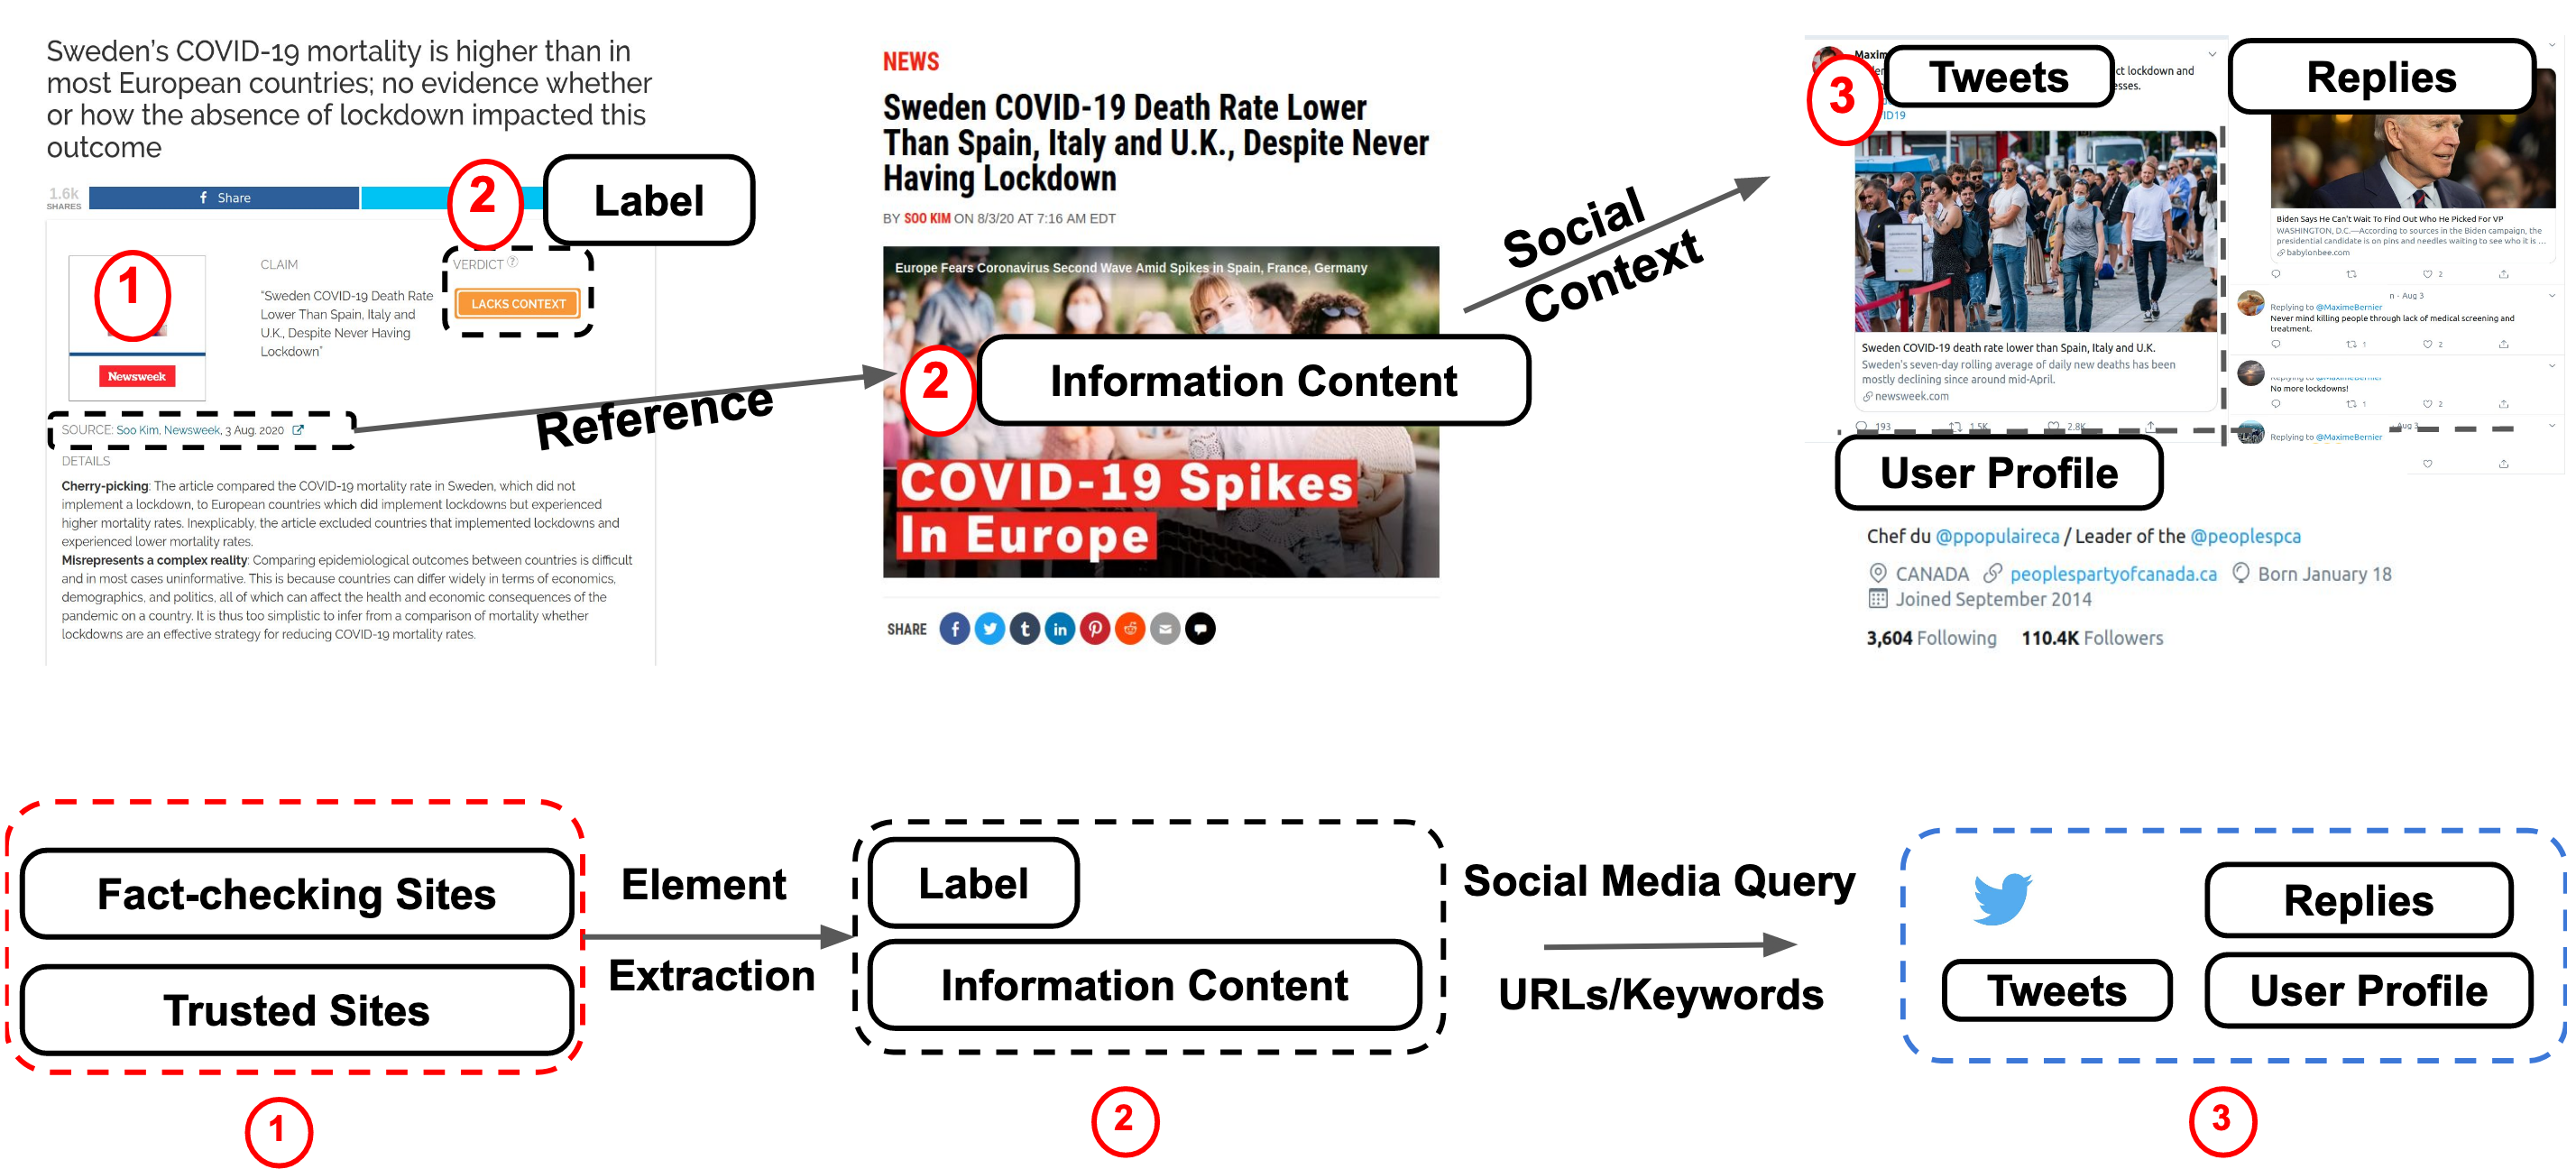 Sweden's COVID-19 mortality is higher than in
most European countries; no evidence whether
or how the absence of lockdown impacted this
outcome
1.6k
SHARES
Share
2
Label
1
Newsweek
CLAIM
"Sweden COVID-19 Death Rate
Lower Than Spain, Italy and
U.K., Despite Never Having
Lockdown"
VERDICT ?
LACKS CONTEXT
SOURCE: Soo Kim, Newsweek, 3 Aug. 2020
DETAILS
Cherry-picking: The article compared the COVID-19 mortality rate in Sweden, which did not
implement a lockdown, to European countries which did implement lockdowns but experienced
higher mortality rates. Inexplicably, the article excluded countries that implemented lockdowns and
experienced lower mortality rates.
Misrepresents a complex reality: Comparing epidemiological outcomes between countries is difficult
and in most cases uninformative. This is because countries can differ widely in terms of economics,
demographics, and politics, all of which can affect the health and economic consequences of the
pandemic on a country. It is thus too simplistic to infer from a comparison of mortality whether
lockdowns are an effective strategy for reducing COVID-19 mortality rates.
Reference
NEWS
Sweden COVID-19 Death Rate Lower
Than Spain, Italy and U.K., Despite Never
Having Lockdown
BY SOO KIM ON 8/3/20 AT 7:16 AM EDT
Europe Fears Coronavirus Second Wave Amid Spikes in Spain, France, Germany
2
Information Content
COVID-19 Spikes
In Europe
SHARE
Social
Context
3
Maxim
Tweets
ct lockdown and
esses.
ID19
Sweden COVID-19 death rate lower than Spain, Italy and U.K.
Sweden's seven-day rolling average of daily new deaths has been
mostly declining since around mid-April.
newsweek.com
193 1.5K 2.8K
Replies
Biden Says He Can't Wait To Find Out Who He Picked For VP
WASHINGTON, D.C.—According to sources in the Biden campaign, the
presidential candidate is on pins and needles waiting to see who it is ...
babylonbee.com
2
n · Aug 3
Replying to @MaximeBernier
Never mind killing people through lack of medical screening and
treatment.
1 2
Replying to @MaximeBernier
No more lockdowns!
1 2
Aug 3
Replying to @MaximeBernier
User Profile
Chef du @ppopulaireca / Leader of the @peoplespca
CANADA peoplespartyofcanada.ca Born January 18
Joined September 2014
3,604 Following 110.4K Followers
Fact-checking Sites
Trusted Sites
1
Element
Extraction
Label
Information Content
2
Social Media Query
URLs/Keywords
Replies
Tweets
User Profile
3